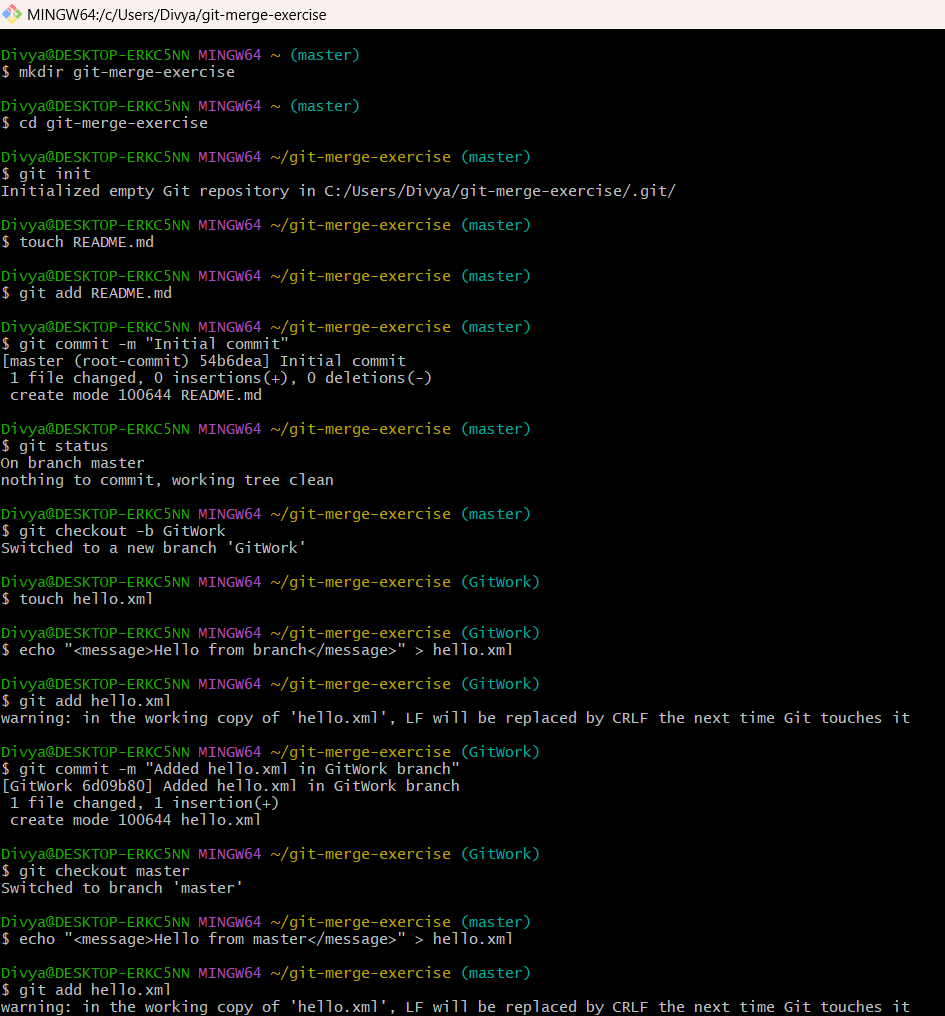 MINGW64:/c/Users/Divya/git-merge-exercise
Divya@DESKTOP-ERKC5NN MINGW64 ~ (master)
$ mkdir git-merge-exercise
Divya@DESKTOP-ERKC5NN MINGW64 ~ (master)
$ cd git-merge-exercise
Divya@DESKTOP-ERKC5NN MINGW64 ~/git-merge-exercise (master)
$ git init
Initialized empty Git repository in C:/Users/Divya/git-merge-exercise/.git/
Divya@DESKTOP-ERKC5NN MINGW64 ~/git-merge-exercise (master)
$ touch README.md
Divya@DESKTOP-ERKC5NN MINGW64 ~/git-merge-exercise (master)
$ git add README.md
Divya@DESKTOP-ERKC5NN MINGW64 ~/git-merge-exercise (master)
$ git commit -m "Initial commit"
[master (root-commit) 54b6dea] Initial commit
 1 file changed, 0 insertions(+), 0 deletions(-)
 create mode 100644 README.md
Divya@DESKTOP-ERKC5NN MINGW64 ~/git-merge-exercise (master)
$ git status
On branch master
nothing to commit, working tree clean
Divya@DESKTOP-ERKC5NN MINGW64 ~/git-merge-exercise (master)
$ git checkout -b GitWork
Switched to a new branch 'GitWork'
Divya@DESKTOP-ERKC5NN MINGW64 ~/git-merge-exercise (GitWork)
$ touch hello.xml
Divya@DESKTOP-ERKC5NN MINGW64 ~/git-merge-exercise (GitWork)
$ echo "<message>Hello from branch</message>" > hello.xml
Divya@DESKTOP-ERKC5NN MINGW64 ~/git-merge-exercise (GitWork)
$ git add hello.xml
warning: in the working copy of 'hello.xml', LF will be replaced by CRLF the next time Git touches it
Divya@DESKTOP-ERKC5NN MINGW64 ~/git-merge-exercise (GitWork)
$ git commit -m "Added hello.xml in GitWork branch"
[GitWork 6d09b80] Added hello.xml in GitWork branch
 1 file changed, 1 insertion(+)
 create mode 100644 hello.xml
Divya@DESKTOP-ERKC5NN MINGW64 ~/git-merge-exercise (GitWork)
$ git checkout master
Switched to branch 'master'
Divya@DESKTOP-ERKC5NN MINGW64 ~/git-merge-exercise (master)
$ echo "<message>Hello from master</message>" > hello.xml
Divya@DESKTOP-ERKC5NN MINGW64 ~/git-merge-exercise (master)
$ git add hello.xml
warning: in the working copy of 'hello.xml', LF will be replaced by CRLF the next time Git touches it